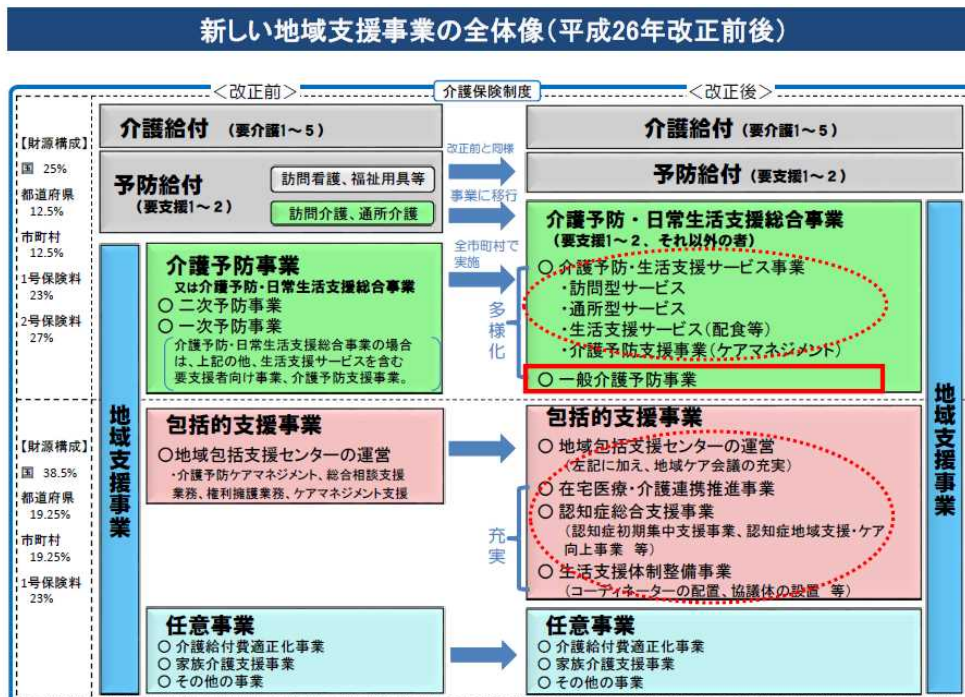 新しい地域支援事業の全体像(平成26年改正前後)
介護保険制度
<改正前>
<改正後>
【財源構成】
国 25%
都道府県
12.5%
市町村
12.5%
1号保険料
23%
2号保険料
27%
介護給付 (要介護1~5)
予防給付
(要支援1~2)
訪問看護、福祉用具等
訪問介護、通所介護
改正前と同様
事業に移行
全市町村で
実施
多様化
介護給付(要介護1~5)
予防給付(要支援1~2)
介護予防事業
又は介護予防・日常生活支援総合事業
○ 二次予防事業
○ 一次予防事業
介護予防・日常生活支援総合事業の場合
は、上記の他、生活支援サービスを含む
要支援者向け事業、介護予防支援事業。
介護予防・日常生活支援総合事業
(要支援1~2、それ以外の者)
○ 介護予防・生活支援サービス事業
・訪問型サービス
・通所型サービス
・生活支援サービス(配食等)
・介護予防支援事業(ケアマネジメント)
○ 一般介護予防事業
【財源構成】
国 38.5%
都道府県
19.25%
市町村
19.25%
1号保険料
23%
地域支援事業
包括的支援事業
○地域包括支援センターの運営
・介護予防ケアマネジメント、総合相談支援
業務、権利擁護業務、ケアマネジメント支援
充実
包括的支援事業
○ 地域包括支援センターの運営
(左記に加え、地域ケア会議の充実)
○ 在宅医療・介護連携推進事業
○ 認知症総合支援事業
(認知症初期集中支援事業、認知症地域支援・ケア
向上事業 等)
○ 生活支援体制整備事業
(コーディネーターの配置、協議体の設置 等)
地域支援事業
任意事業
○ 介護給付費適正化事業
○ 家族介護支援事業
○ その他の事業
任意事業
○ 介護給付費適正化事業
○ 家族介護支援事業
○ その他の事業